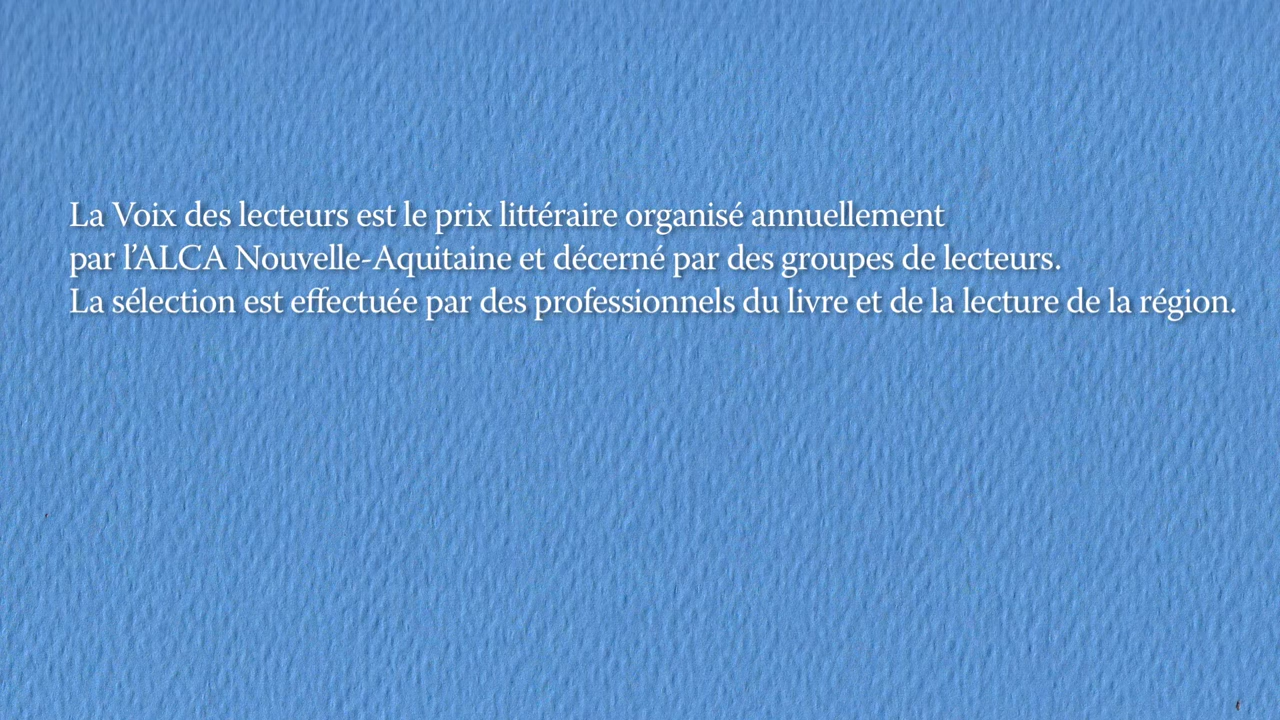 La Voix des lecteurs est le prix littéraire organisé annuellement
par l’ALCA Nouvelle-Aquitaine et décerné par des groupes de lecteurs.
La sélection est effectuée par des professionnels du livre et de la lecture de la région.